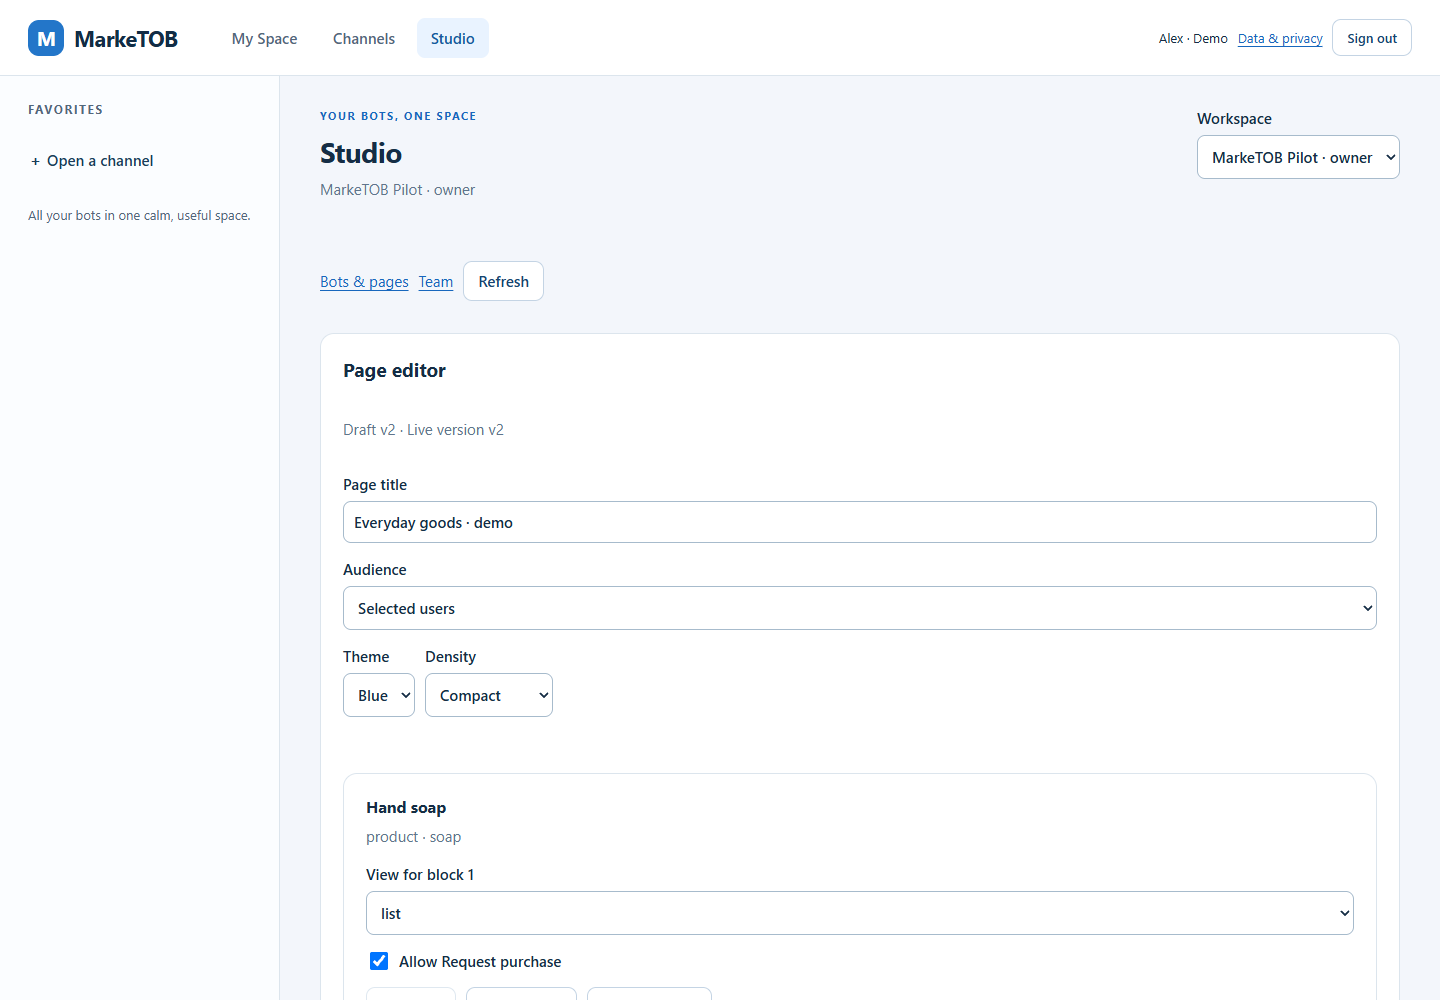 M MarkeTOB
My Space
Channels
Studio
Alex · Demo
Data & privacy
Sign out
FAVORITES
+ Open a channel
All your bots in one calm, useful space.
YOUR BOTS, ONE SPACE
Studio
MarkeTOB Pilot · owner
Workspace
MarkeTOB Pilot · owner
Bots & pages
Team
Refresh
Page editor
Draft v2 · Live version v2
Page title
Everyday goods · demo
Audience
Selected users
Theme
Density
Blue
Compact
Hand soap
product · soap
View for block 1
list
Allow Request purchase